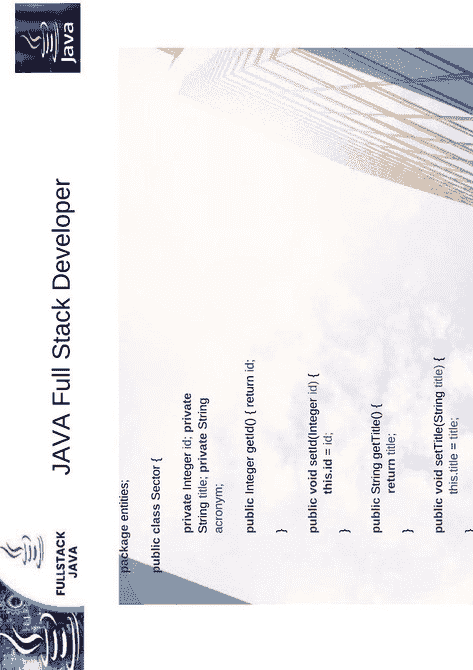 FULLSTACK
JAVA
JAVA Full Stack Developer
Java
package entities;
public class Sector {
private Integer id; private
String title; private String
acronym;
public Integer getId() { return id;
}
public void setId(Integer id) {
this.id = id;
}
public String getTitle() {
return title;
}
public void setTitle(String title) {
this.title = title;
}